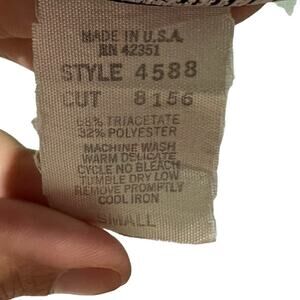 MADE IN U.S.A.
RN 42351
STYLE 4588
CUT 8156
68% TRIACETATE
32% POLYESTER
MACHINE WASH
WARM DELICATE
CYCLE NO BLEACH
TUMBLE DRY LOW
REMOVE PROMPTLY
COOL IRON
SMALL